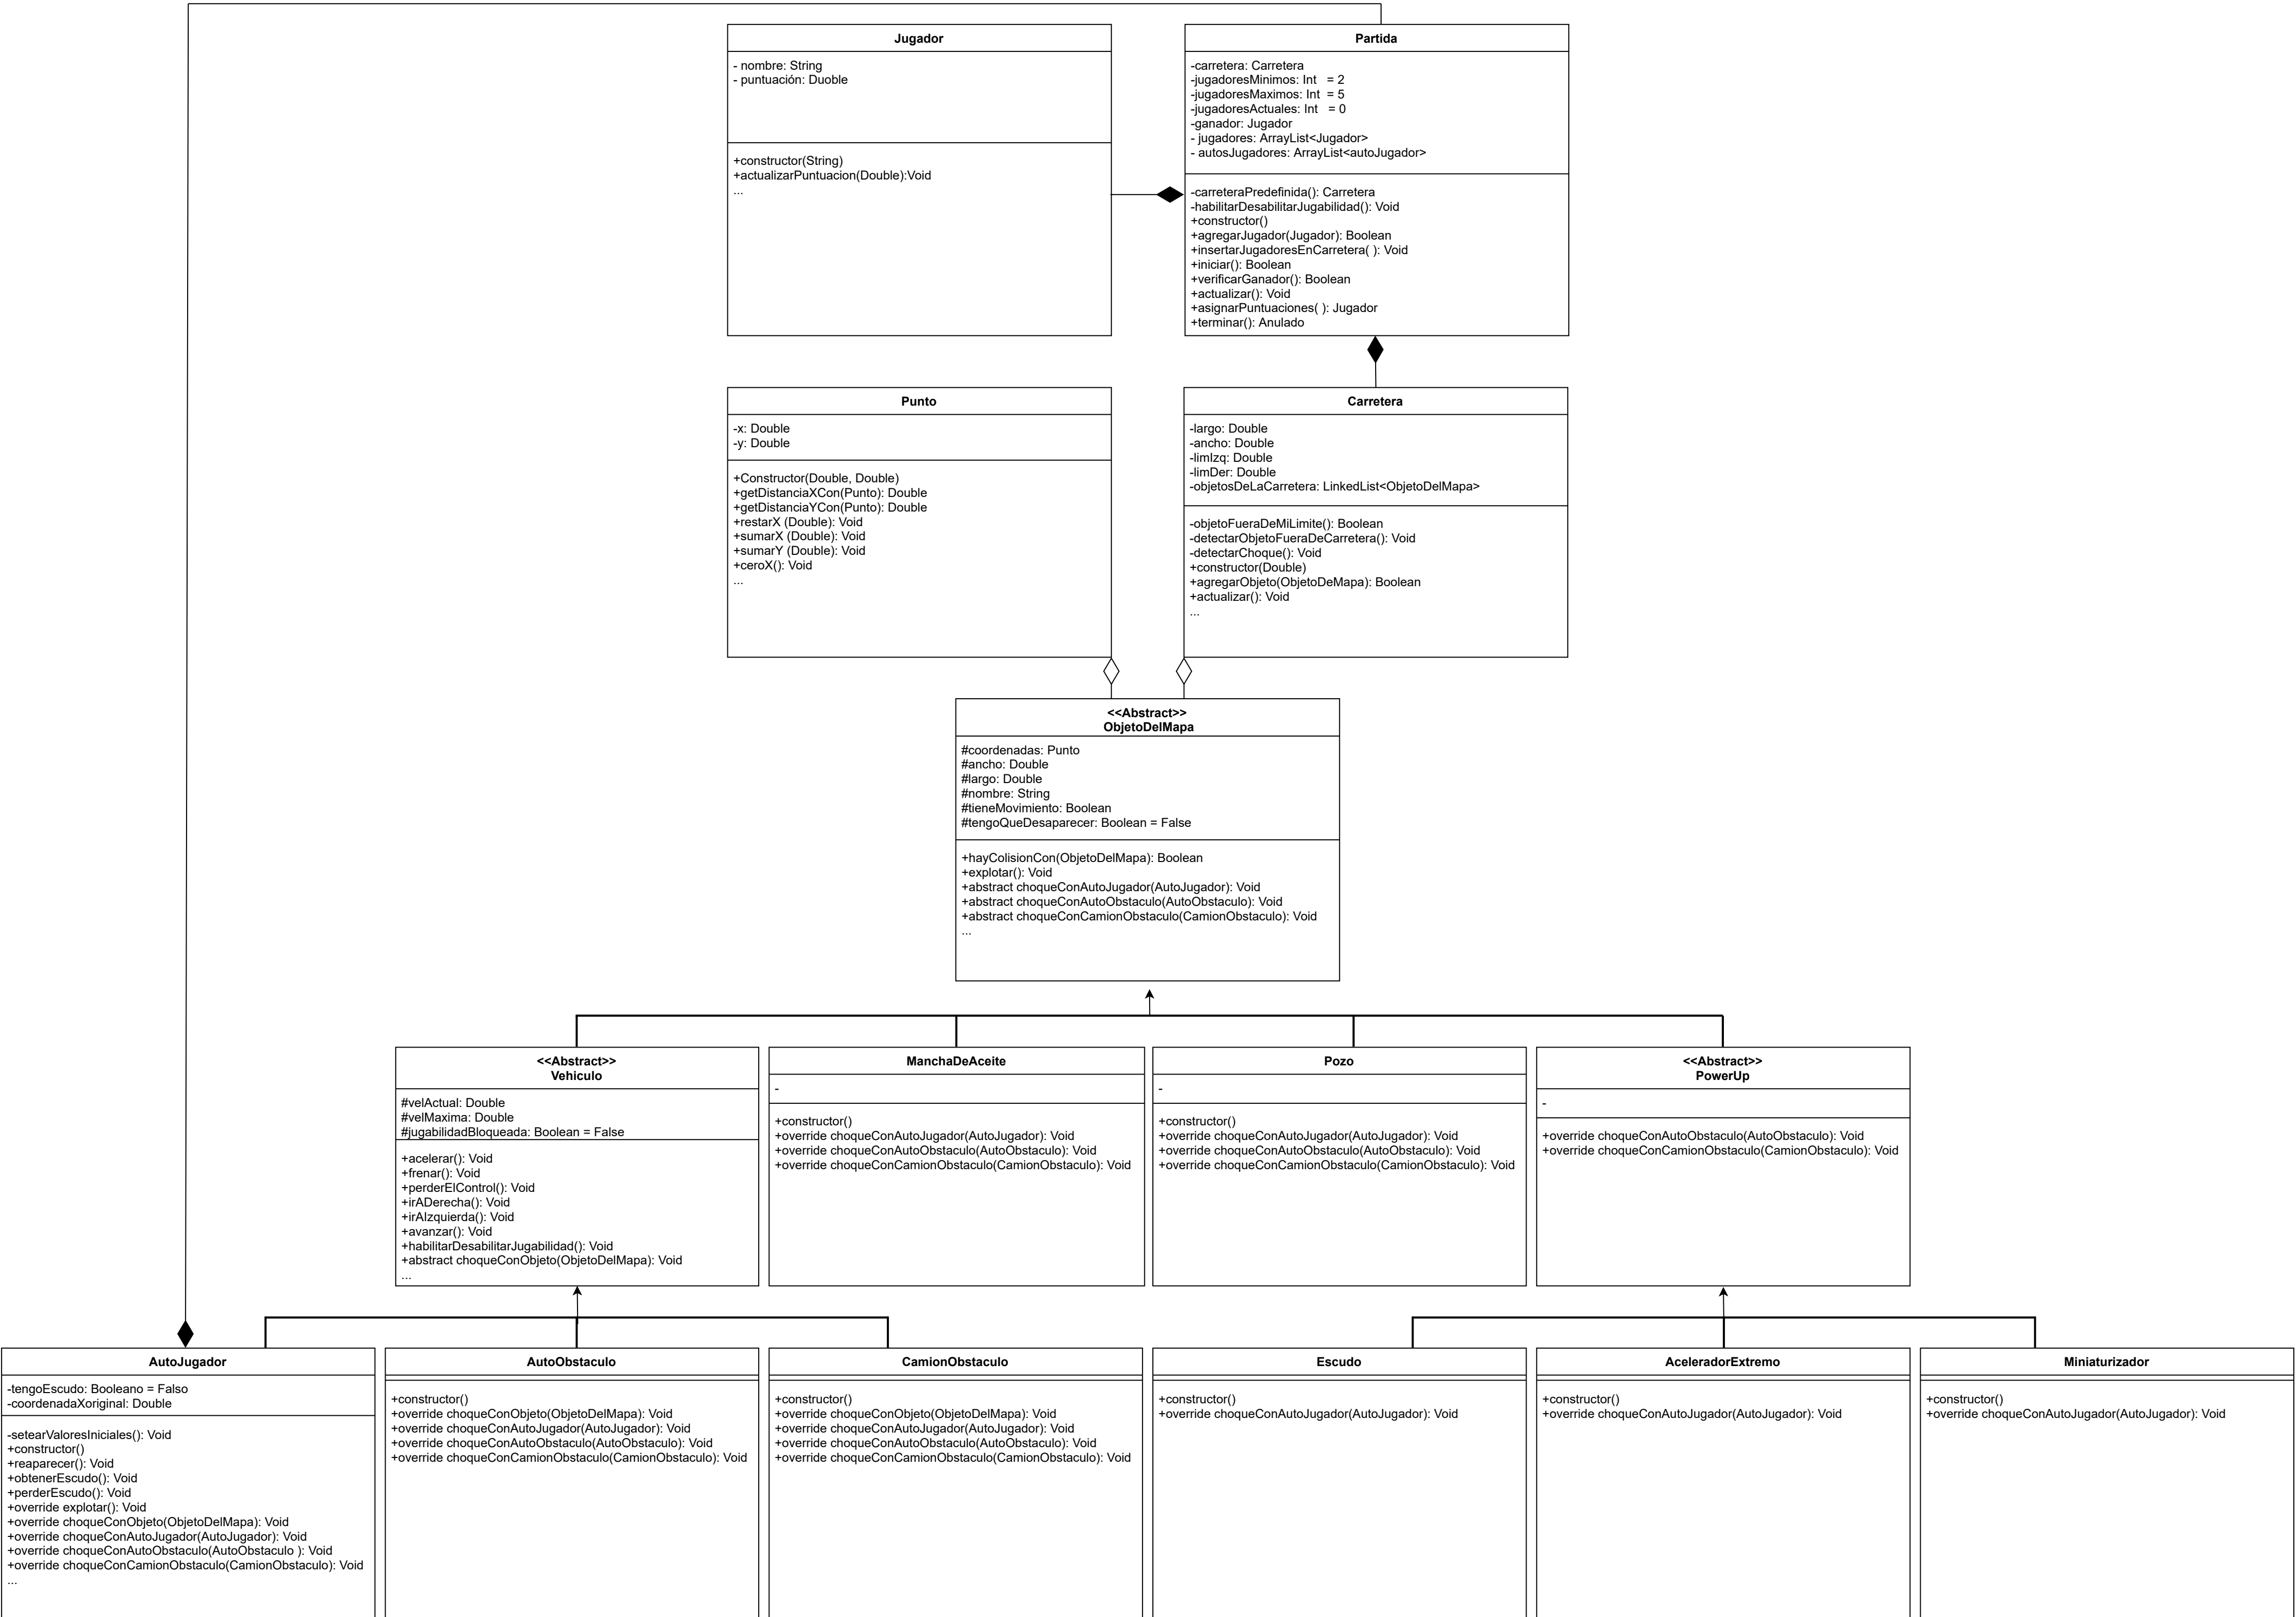 Jugador
- nombre: String
- puntuación: Duoble
+constructor(String)
+actualizarPuntuacion(Double):Void
...
Partida
-carretera: Carretera
-jugadoresMinimos: Int = 2
-jugadoresMaximos: Int = 5
-jugadoresActuales: Int = 0
-ganador: Jugador
- jugadores: ArrayList<Jugador>
- autosJugadores: ArrayList<autoJugador>
-carreteraPredefinida(): Carretera
-habilitarDesabilitarJugabilidad(): Void
+constructor()
+agregarJugador(Jugador): Boolean
+insertarJugadoresEnCarretera( ): Void
+iniciar(): Boolean
+verificarGanador(): Boolean
+actualizar(): Void
+asignarPuntuaciones( ): Jugador
+terminar(): Anulado
Punto
-x: Double
-y: Double
+Constructor(Double, Double)
+getDistanciaXCon(Punto): Double
+getDistanciaYCon(Punto): Double
+restarX (Double): Void
+sumarX (Double): Void
+sumarY (Double): Void
+ceroX(): Void
...
Carretera
-largo: Double
-ancho: Double
-limIzq: Double
-limDer: Double
-objetosDeLaCarretera: LinkedList<ObjetoDelMapa>
-objetoFueraDeMiLimite(): Boolean
-detectarObjetoFueraDeCarretera(): Void
-detectarChoque(): Void
+constructor(Double)
+agregarObjeto(ObjetoDeMapa): Boolean
+actualizar(): Void
...
<<Abstract>>
ObjetoDelMapa
#coordenadas: Punto
#ancho: Double
#largo: Double
#nombre: String
#tieneMovimiento: Boolean
#tengoQueDesaparecer: Boolean = False
+hayColisionCon(ObjetoDelMapa): Boolean
+explotar(): Void
+abstract choqueConAutoJugador(AutoJugador): Void
+abstract choqueConAutoObstaculo(AutoObstaculo): Void
+abstract choqueConCamionObstaculo(CamionObstaculo): Void
...
<<Abstract>>
Vehiculo
#velActual: Double
#velMaxima: Double
#jugabilidadBloqueada: Boolean = False
+acelerar(): Void
+frenar(): Void
+perderElControl(): Void
+irADerecha(): Void
+irAIzquierda(): Void
+avanzar(): Void
+habilitarDesabilitarJugabilidad(): Void
+abstract choqueConObjeto(ObjetoDelMapa): Void
...
ManchaDeAceite
-
+constructor()
+override choqueConAutoJugador(AutoJugador): Void
+override choqueConAutoObstaculo(AutoObstaculo): Void
+override choqueConCamionObstaculo(CamionObstaculo): Void
Pozo
-
+constructor()
+override choqueConAutoJugador(AutoJugador): Void
+override choqueConAutoObstaculo(AutoObstaculo): Void
+override choqueConCamionObstaculo(CamionObstaculo): Void
<<Abstract>>
PowerUp
-
+override choqueConAutoObstaculo(AutoObstaculo): Void
+override choqueConCamionObstaculo(CamionObstaculo): Void
AutoJugador
-tengoEscudo: Booleano = Falso
-coordenadaXoriginal: Double
-setearValoresIniciales(): Void
+constructor()
+reaparecer(): Void
+obtenerEscudo(): Void
+perderEscudo(): Void
+override explotar(): Void
+override choqueConObjeto(ObjetoDelMapa): Void
+override choqueConAutoJugador(AutoJugador): Void
+override choqueConAutoObstaculo(AutoObstaculo ): Void
+override choqueConCamionObstaculo(CamionObstaculo): Void
...
AutoObstaculo
+constructor()
+override choqueConObjeto(ObjetoDelMapa): Void
+override choqueConAutoJugador(AutoJugador): Void
+override choqueConAutoObstaculo(AutoObstaculo): Void
+override choqueConCamionObstaculo(CamionObstaculo): Void
CamionObstaculo
+constructor()
+override choqueConObjeto(ObjetoDelMapa): Void
+override choqueConAutoJugador(AutoJugador): Void
+override choqueConAutoObstaculo(AutoObstaculo): Void
+override choqueConCamionObstaculo(CamionObstaculo): Void
Escudo
+constructor()
+override choqueConAutoJugador(AutoJugador): Void
AceleradorExtremo
+constructor()
+override choqueConAutoJugador(AutoJugador): Void
Miniaturizador
+constructor()
+override choqueConAutoJugador(AutoJugador): Void